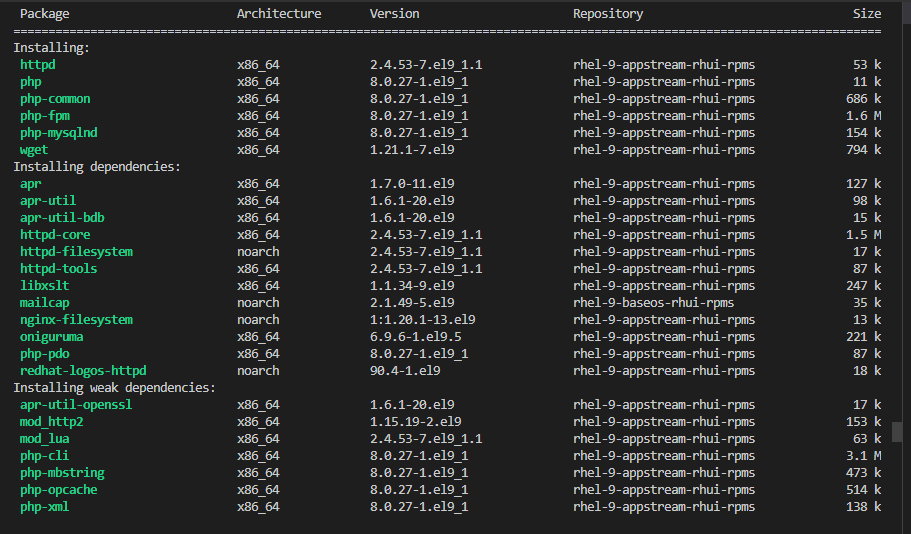 Package Architecture Version Repository Size
============================================================================================================================
Installing:
httpd x86_64 2.4.53-7.el9_1.1 rhel-9-appstream-rhui-rpms 53 k
php x86_64 8.0.27-1.el9_1 rhel-9-appstream-rhui-rpms 11 k
php-common x86_64 8.0.27-1.el9_1 rhel-9-appstream-rhui-rpms 686 k
php-fpm x86_64 8.0.27-1.el9_1 rhel-9-appstream-rhui-rpms 1.6 M
php-mysqlnd x86_64 8.0.27-1.el9_1 rhel-9-appstream-rhui-rpms 154 k
wget x86_64 1.21.1-7.el9 rhel-9-appstream-rhui-rpms 794 k
Installing dependencies:
apr x86_64 1.7.0-11.el9 rhel-9-appstream-rhui-rpms 127 k
apr-util x86_64 1.6.1-20.el9 rhel-9-appstream-rhui-rpms 98 k
apr-util-bdb x86_64 1.6.1-20.el9 rhel-9-appstream-rhui-rpms 15 k
httpd-core x86_64 2.4.53-7.el9_1.1 rhel-9-appstream-rhui-rpms 1.5 M
httpd-filesystem noarch 2.4.53-7.el9_1.1 rhel-9-appstream-rhui-rpms 17 k
httpd-tools x86_64 2.4.53-7.el9_1.1 rhel-9-appstream-rhui-rpms 87 k
libxslt x86_64 1.1.34-9.el9 rhel-9-appstream-rhui-rpms 247 k
mailcap noarch 2.1.49-5.el9 rhel-9-baseos-rhui-rpms 35 k
nginx-filesystem noarch 1:1.20.1-13.el9 rhel-9-appstream-rhui-rpms 13 k
oniguruma x86_64 6.9.6-1.el9.5 rhel-9-appstream-rhui-rpms 221 k
php-pdo x86_64 8.0.27-1.el9_1 rhel-9-appstream-rhui-rpms 87 k
redhat-logos-httpd noarch 90.4-1.el9 rhel-9-appstream-rhui-rpms 18 k
Installing weak dependencies:
apr-util-openssl x86_64 1.6.1-20.el9 rhel-9-appstream-rhui-rpms 17 k
mod_http2 x86_64 1.15.19-2.el9 rhel-9-appstream-rhui-rpms 153 k
mod_lua x86_64 2.4.53-7.el9_1.1 rhel-9-appstream-rhui-rpms 63 k
php-cli x86_64 8.0.27-1.el9_1 rhel-9-appstream-rhui-rpms 3.1 M
php-mbstring x86_64 8.0.27-1.el9_1 rhel-9-appstream-rhui-rpms 473 k
php-opcache x86_64 8.0.27-1.el9_1 rhel-9-appstream-rhui-rpms 514 k
php-xml x86_64 8.0.27-1.el9_1 rhel-9-appstream-rhui-rpms 138 k